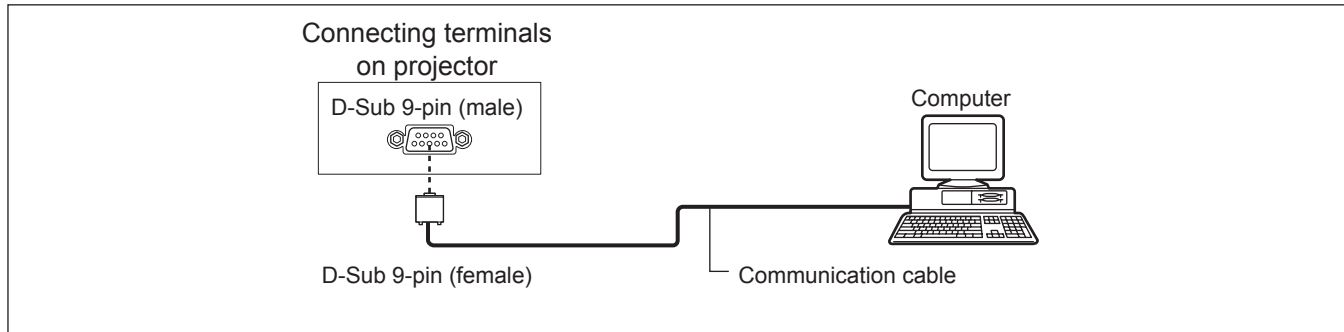 Connecting terminals
on projector
D-Sub 9-pin (male)
Computer
D-Sub 9-pin (female)
Communication cable